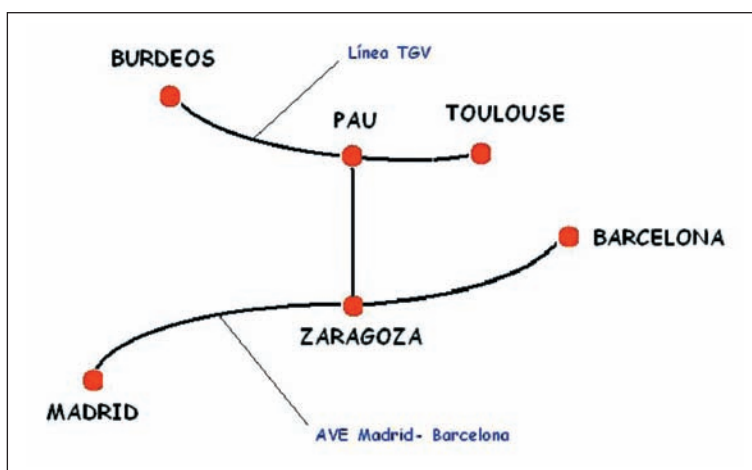 Línea TGV
BURDEOS
PAU
TOULOUSE
BARCELONA
ZARAGOZA
MADRID
AVE Madrid- Barcelona